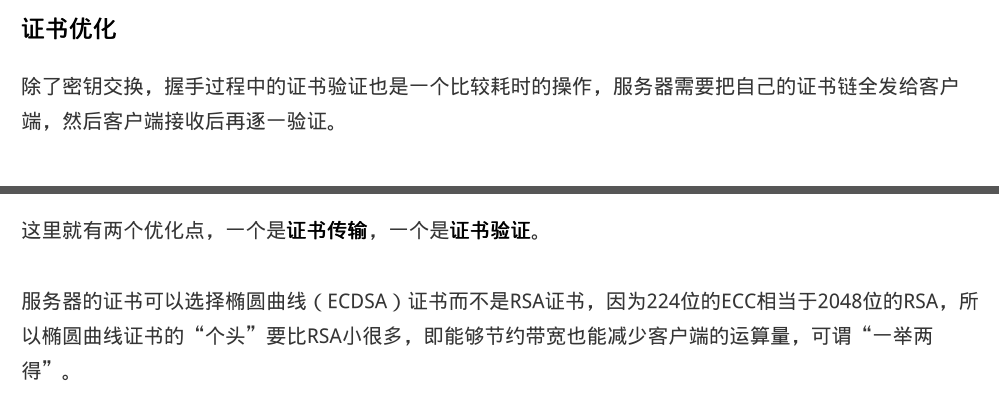 证书优化
除了密钥交换，握手过程中的证书验证也是一个比较耗时的操作，服务器需要把自己的证书链全发给客户
端，然后客户端接收后再逐一验证。
这里就有两个优化点，一个是证书传输，一个是证书验证。
服务器的证书可以选择椭圆曲线（ECDSA）证书而不是RSA证书，因为224位的ECC相当于2048位的RSA，所
以椭圆曲线证书的“个头”要比RSA小很多，即能够节约带宽也能减少客户端的运算量，可谓“一举两
得”。